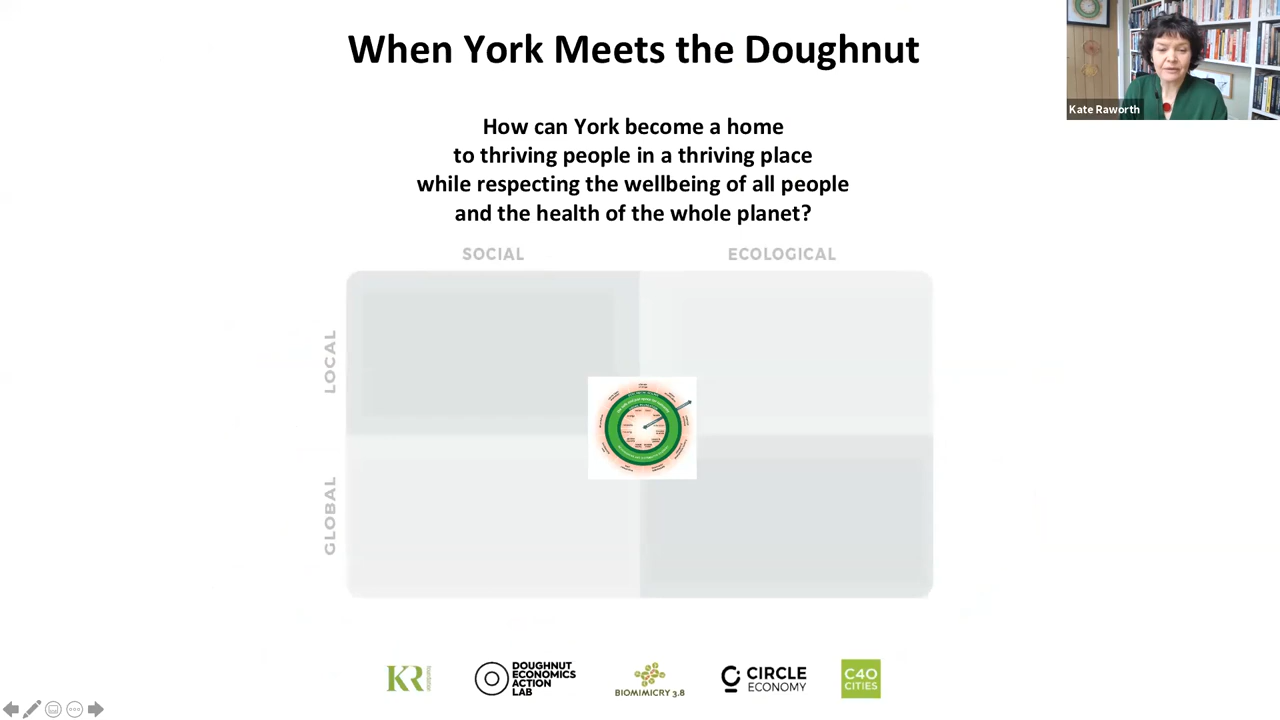 When York Meets the Doughnut
Kate Raworth
How can York become a home
to thriving people in a thriving place
while respecting the wellbeing of all people
and the health of the whole planet?
SOCIAL
ECOLOGICAL
LOCAL
GLOBAL
KR
DOUGHNUT
ECONOMICS
ACTION
LAB
BIOMIMICRY 3.8
CIRCLE
ECONOMY
C40
CITIES